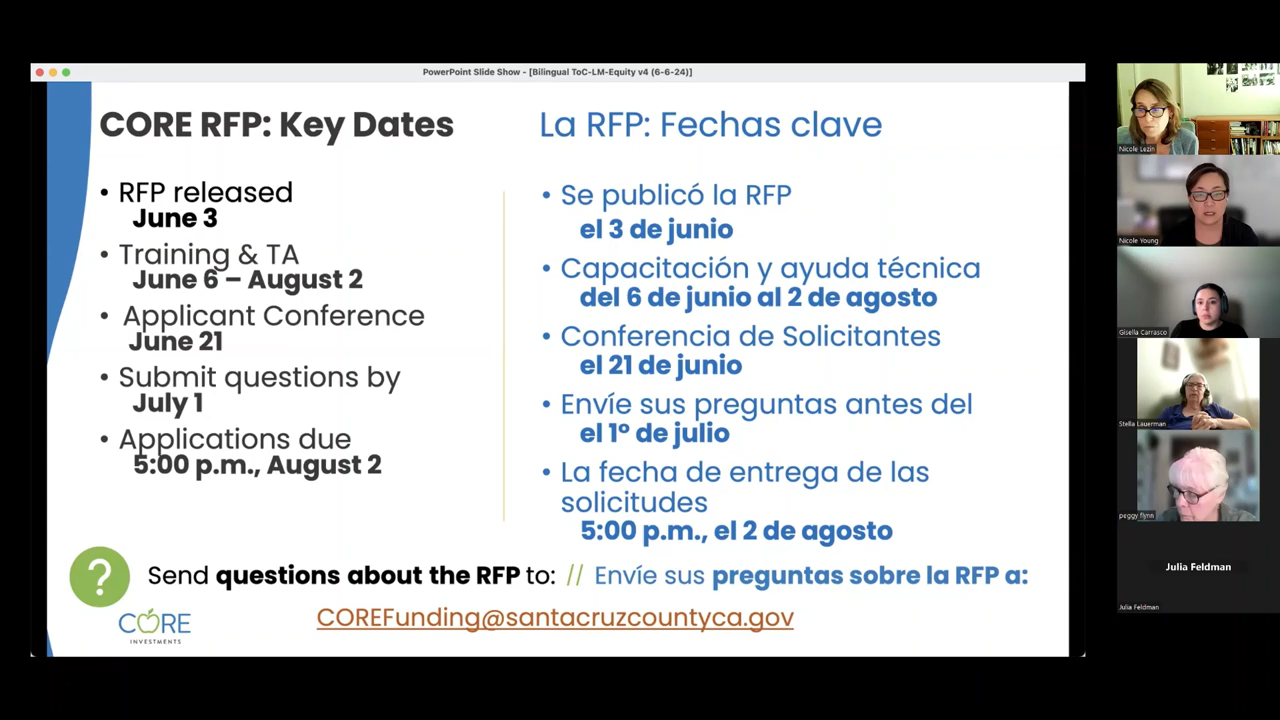 PowerPoint Slide Show - [Bilingual ToC-LM-Equity v4 (6-6-24)]
CORE RFP: Key Dates
• RFP released
June 3
• Training & TA
June 6 – August 2
• Applicant Conference
June 21
• Submit questions by
July 1
• Applications due
5:00 p.m., August 2
La RFP: Fechas clave
• Se publicó la RFP
el 3 de junio
• Capacitación y ayuda técnica
del 6 de junio al 2 de agosto
• Conferencia de Solicitantes
el 21 de junio
• Envíe sus preguntas antes del
el 1° de julio
• La fecha de entrega de las
solicitudes
5:00 p.m., el 2 de agosto
?
Send questions about the RFP to: // Envíe sus preguntas sobre la RFP a:
COREFunding@santacruzcountyca.gov
CORE
INVESTMENTS
Nicole Lezin
Nicole Young
Gisella Carrasco
Stella Lauerman
peggy flynn
Julia Feldman
Julia Feldman